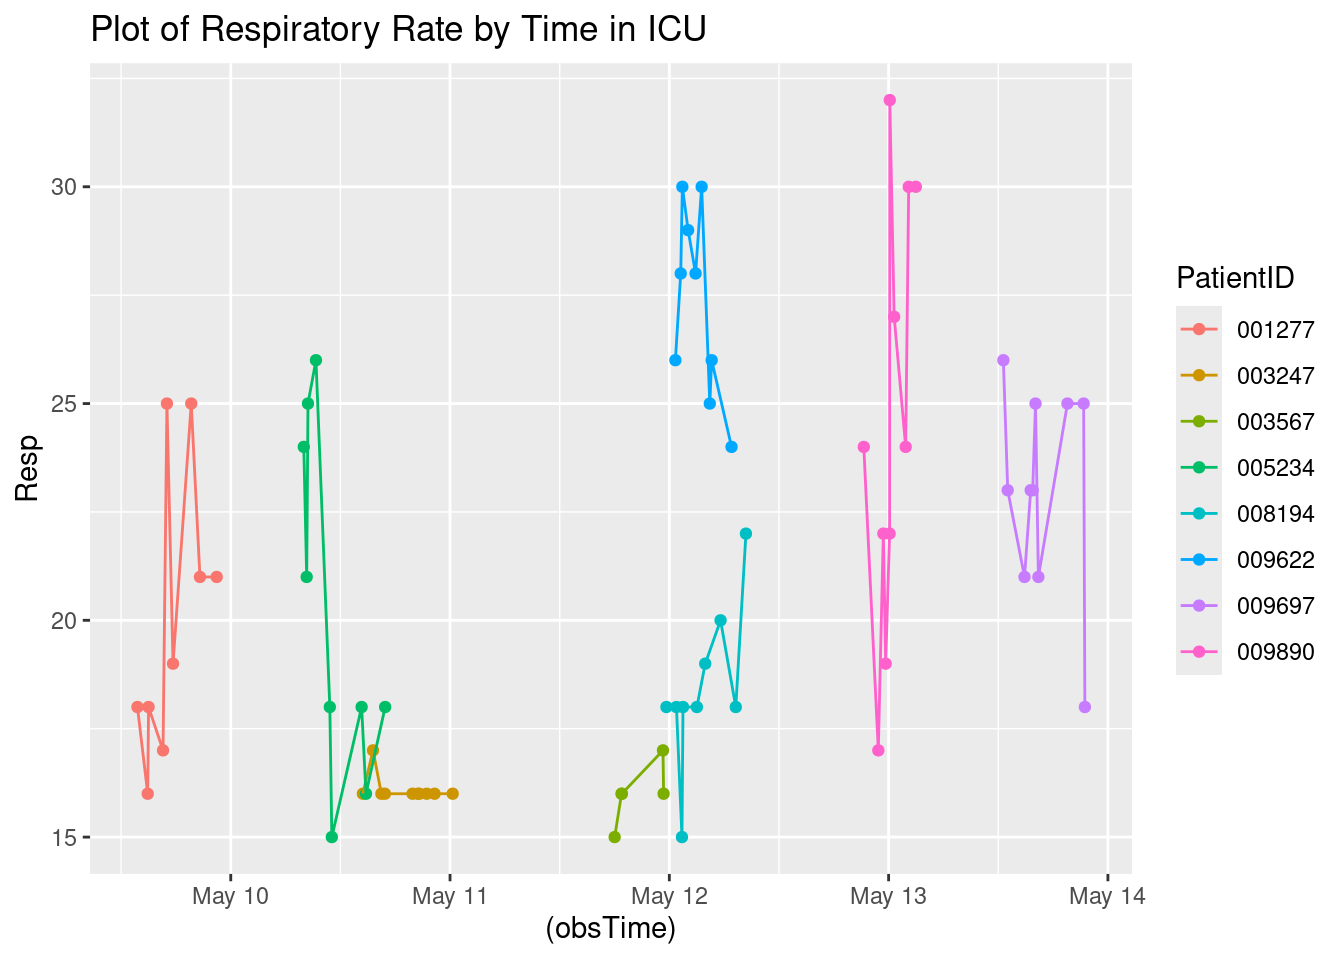 Plot of Respiratory Rate by Time in ICU
Resp
30
25
20
15
May 10
May 11
May 12
May 13
May 14
(obsTime)
PatientID
001277
003247
003567
005234
008194
009622
009697
009890